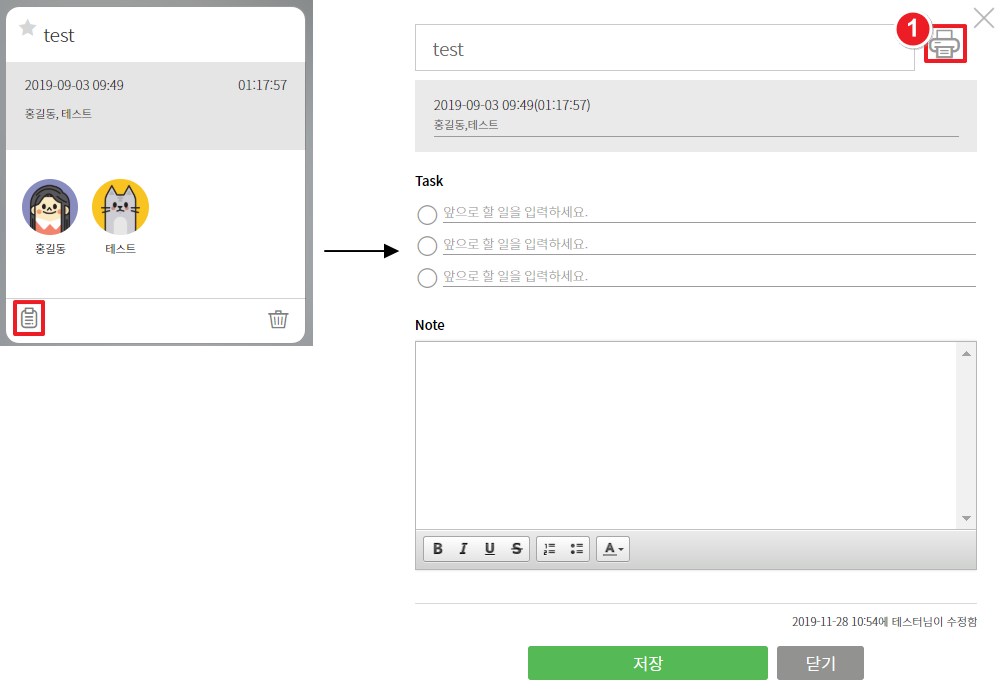 test
2019-09-03 09:49 01:17:57
홍길동, 테스트
홍길동 테스트
1
test
2019-09-03 09:49(01:17:57)
홍길동,테스트
Task
앞으로 할 일을 입력하세요.
앞으로 할 일을 입력하세요.
앞으로 할 일을 입력하세요.
Note
B I U S A
2019-11-28 10:54에 테스터님이 수정함
저장 닫기